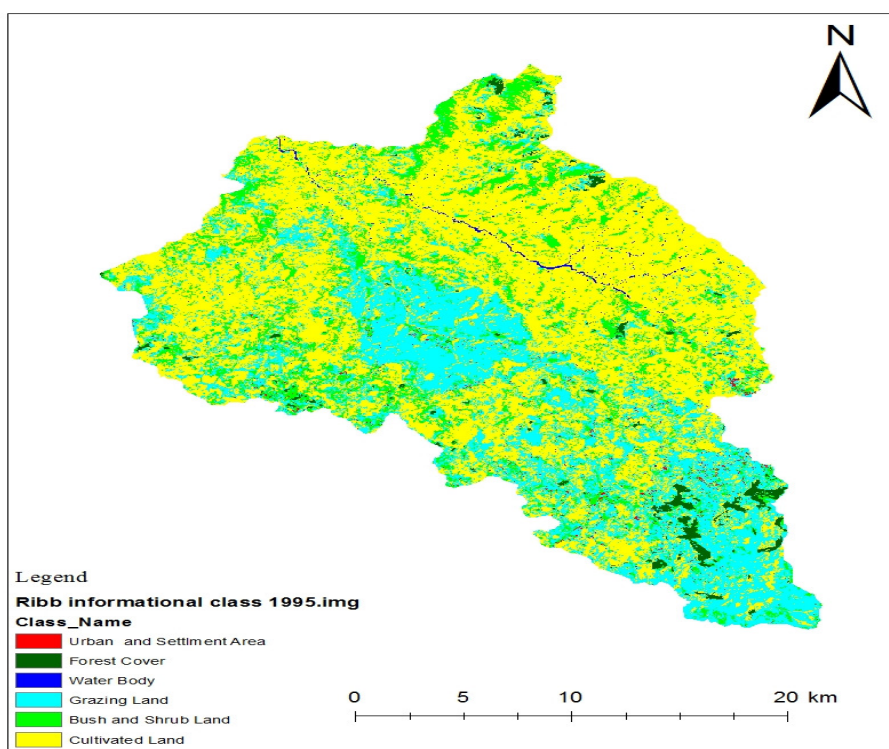 N
Legend
Ribb informational class 1995.img
Class_Name
Urban and Settlment Area
Forest Cover
Water Body
Grazing Land
Bush and Shrub Land
Cultivated Land
0 5 10 20 km